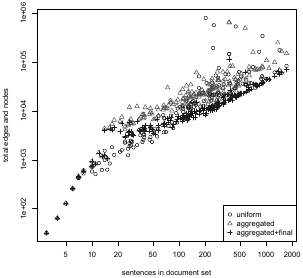 total edges and nodes
1e+06
1e+05
1e+04
1e+03
1e+02
5 10 20 50 100 200 500 1000 2000
sentences in document set
uniform
aggregated
aggregated+final